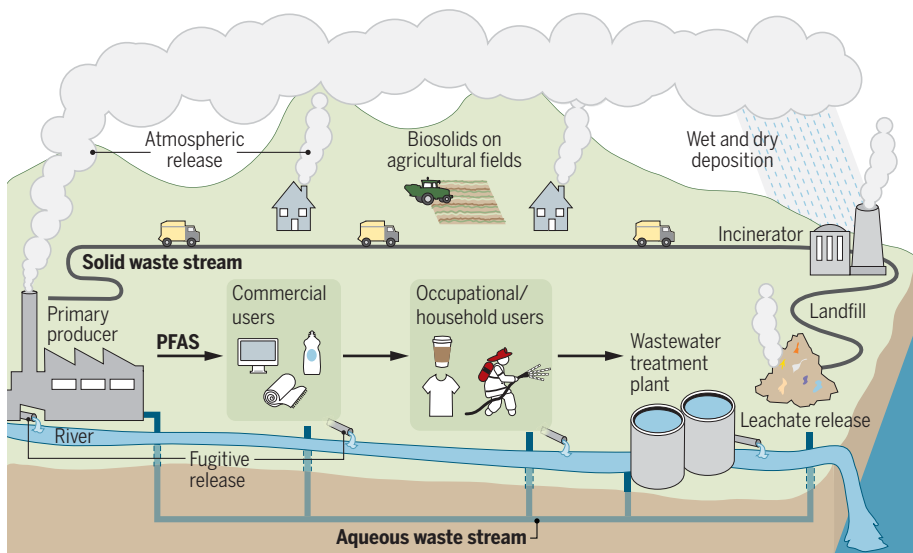 Atmospheric
release
Biosolids on
agricultural fields
Wet and dry
deposition
Incinerator
Solid waste stream
Primary
producer
PFAS
Commercial
users
Occupational/
household users
Wastewater
treatment
plant
Landfill
Leachate release
River
Fugitive
release
Aqueous waste stream